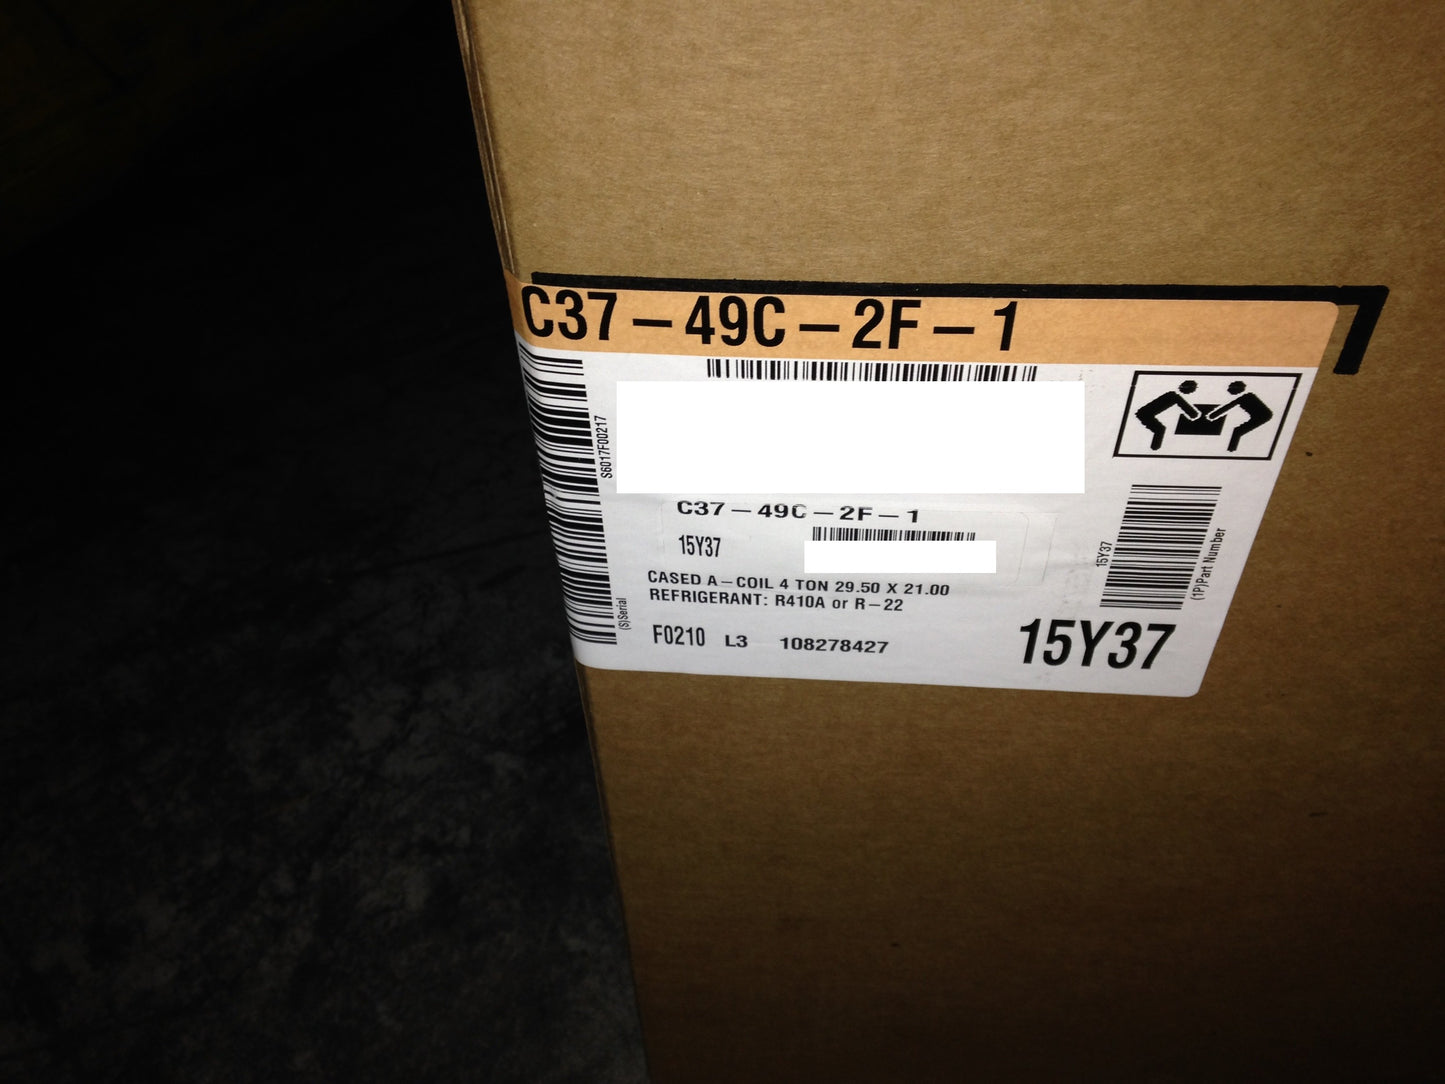 C37-49C-2F-1
S6017F00217
C37-49C-2F-1
15Y37
CASED A-COIL 4 TON 29.50 X 21.00
REFRIGERANT: R410A or R-22
F0210 L3 108278427
(S)Serial
15Y37
(1P)Part Number
15Y37